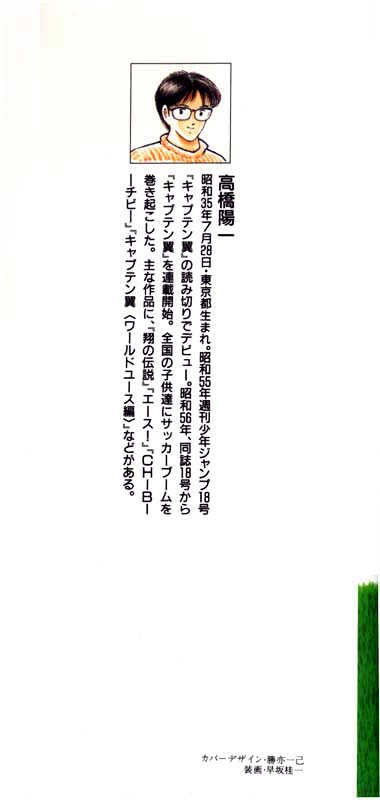 高橋陽一
昭和35年7月28日・東京都生まれ。昭和55年週刊少年ジャンプ18号
『キャプテン翼』の読み切りでデビュー。昭和56年、同誌18号から
『キャプテン翼』を連載開始。全国の子供達にサッカーブームを
巻き起こした。主な作品に、『翔の伝説』『エース！』『CHIBI
ーチビー』『キャプテン翼〈ワールドユース編〉』などがある。
カバーデザイン・勝亦一己
装画・早坂桂一